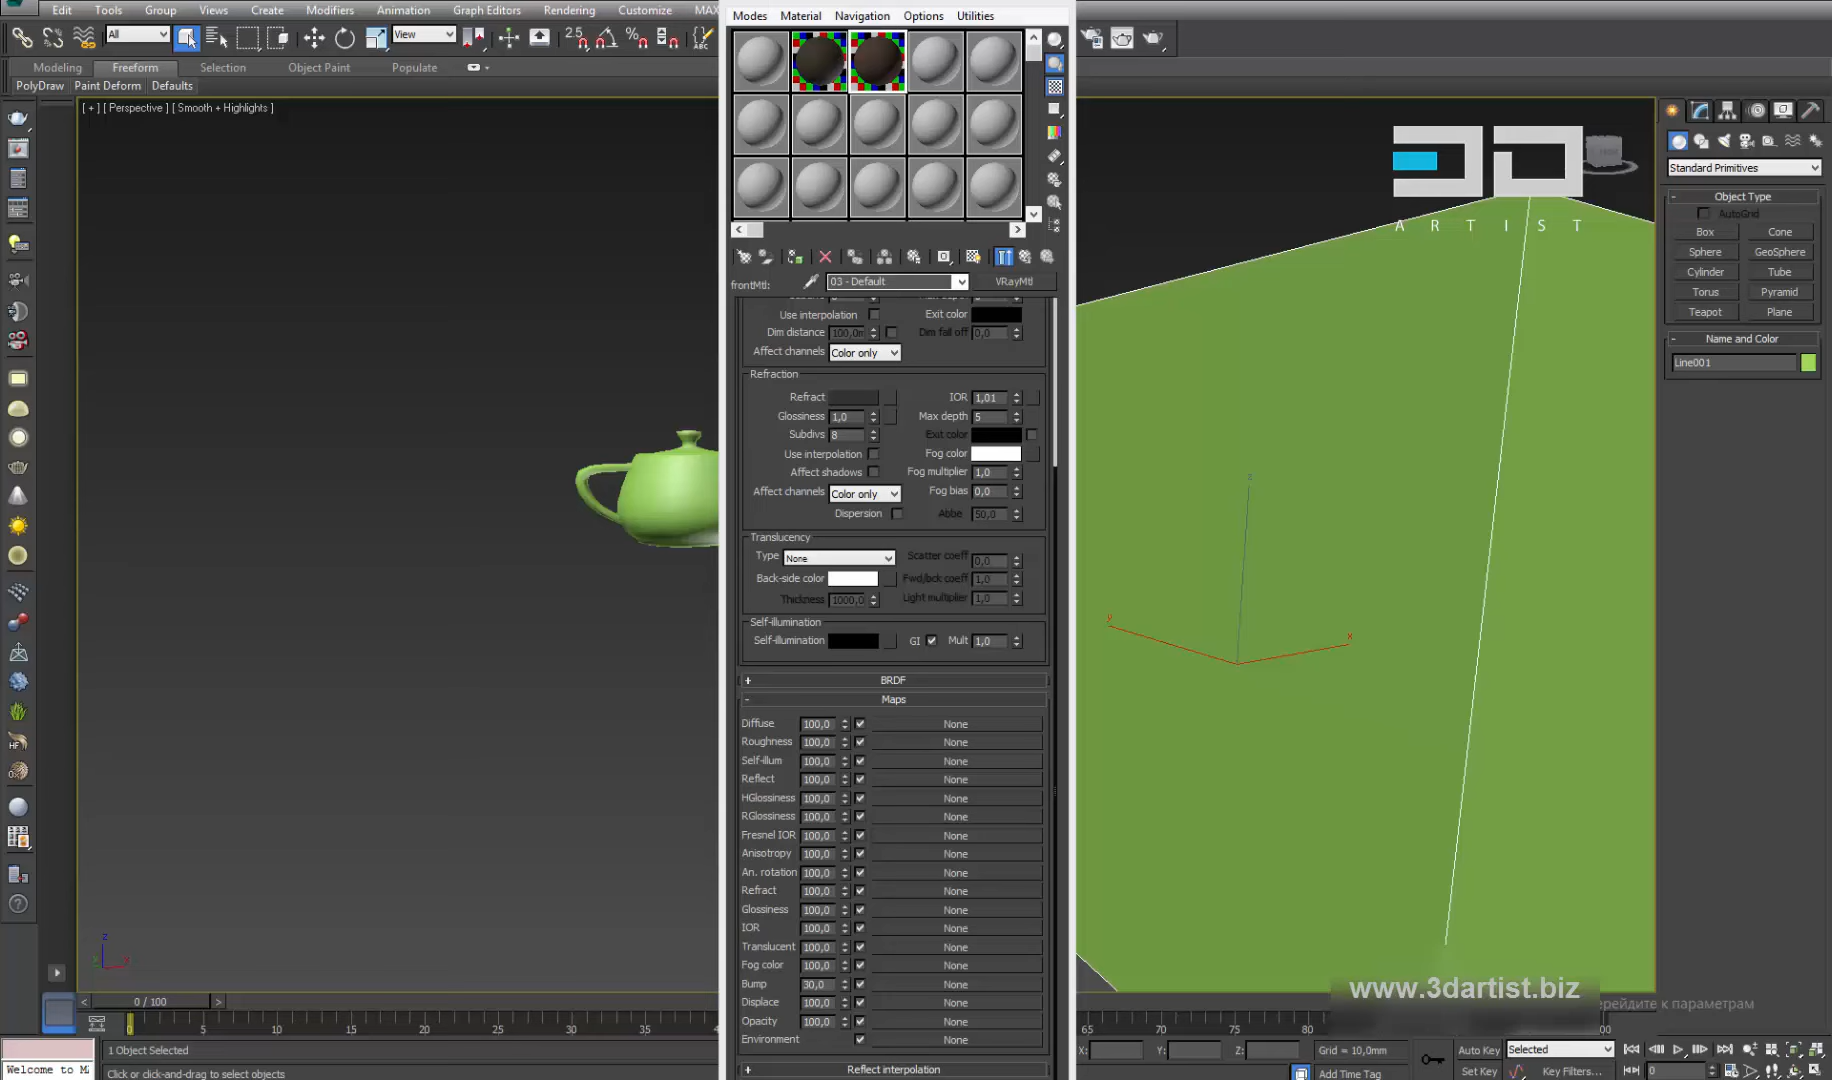 Edit Tools Group Views Create Modifiers Animation Graph Editors Rendering Customize MAX
Modes Material Navigation Options Utilities
All View 2.5 ABC
Modeling Freeform Selection Object Paint Populate
PolyDraw Paint Deform Defaults
[ + ] [ Perspective ] [ Smooth + Highlights ]
3D
ARTIST
Standard Primitives
- Object Type
AutoGrid
Box Cone
Sphere GeoSphere
Cylinder Tube
Torus Pyramid
Teapot Plane
- Name and Color
Line001
frontMtl: 03 - Default VRayMtl
Use interpolation Exit color
Dim distance 100,0m Dim fall off 0,0
Affect channels Color only
Refraction
Refract IOR 1,01
Glossiness 1,0 Max depth 5
Subdivs 8 Exit color
Use interpolation Fog color
Affect shadows Fog multiplier 1,0
Affect channels Color only Fog bias 0,0
Dispersion Abbe 50,0
Translucency
Type None Scatter coeff 0,0
Back-side color Fwd/bck coeff 1,0
Thickness 1000,0 Light multiplier 1,0
Self-illumination
Self-illumination GI Mult 1,0
+ BRDF
- Maps
Diffuse 100,0 None
Roughness 100,0 None
Self-illum 100,0 None
Reflect 100,0 None
HGlossiness 100,0 None
RGlossiness 100,0 None
Fresnel IOR 100,0 None
Anisotropy 100,0 None
An. rotation 100,0 None
Refract 100,0 None
Glossiness 100,0 None
IOR 100,0 None
Translucent 100,0 None
Fog color 100,0 None
Bump 30,0 None
Displace 100,0 None
Opacity 100,0 None
Environment None
+ Reflect interpolation
z
y x
z
x
HF
www.3dartist.biz
ерейдите к параметрам
< 0 / 100 >
0 5 10 15 20 25 30 35 65 70 75 80 00
1 Object Selected X: Y: Z: Grid = 10,0mm Auto Key Selected
Welcome to MA Click or click-and-drag to select objects Add Time Tag Set Key Key Filters... 0